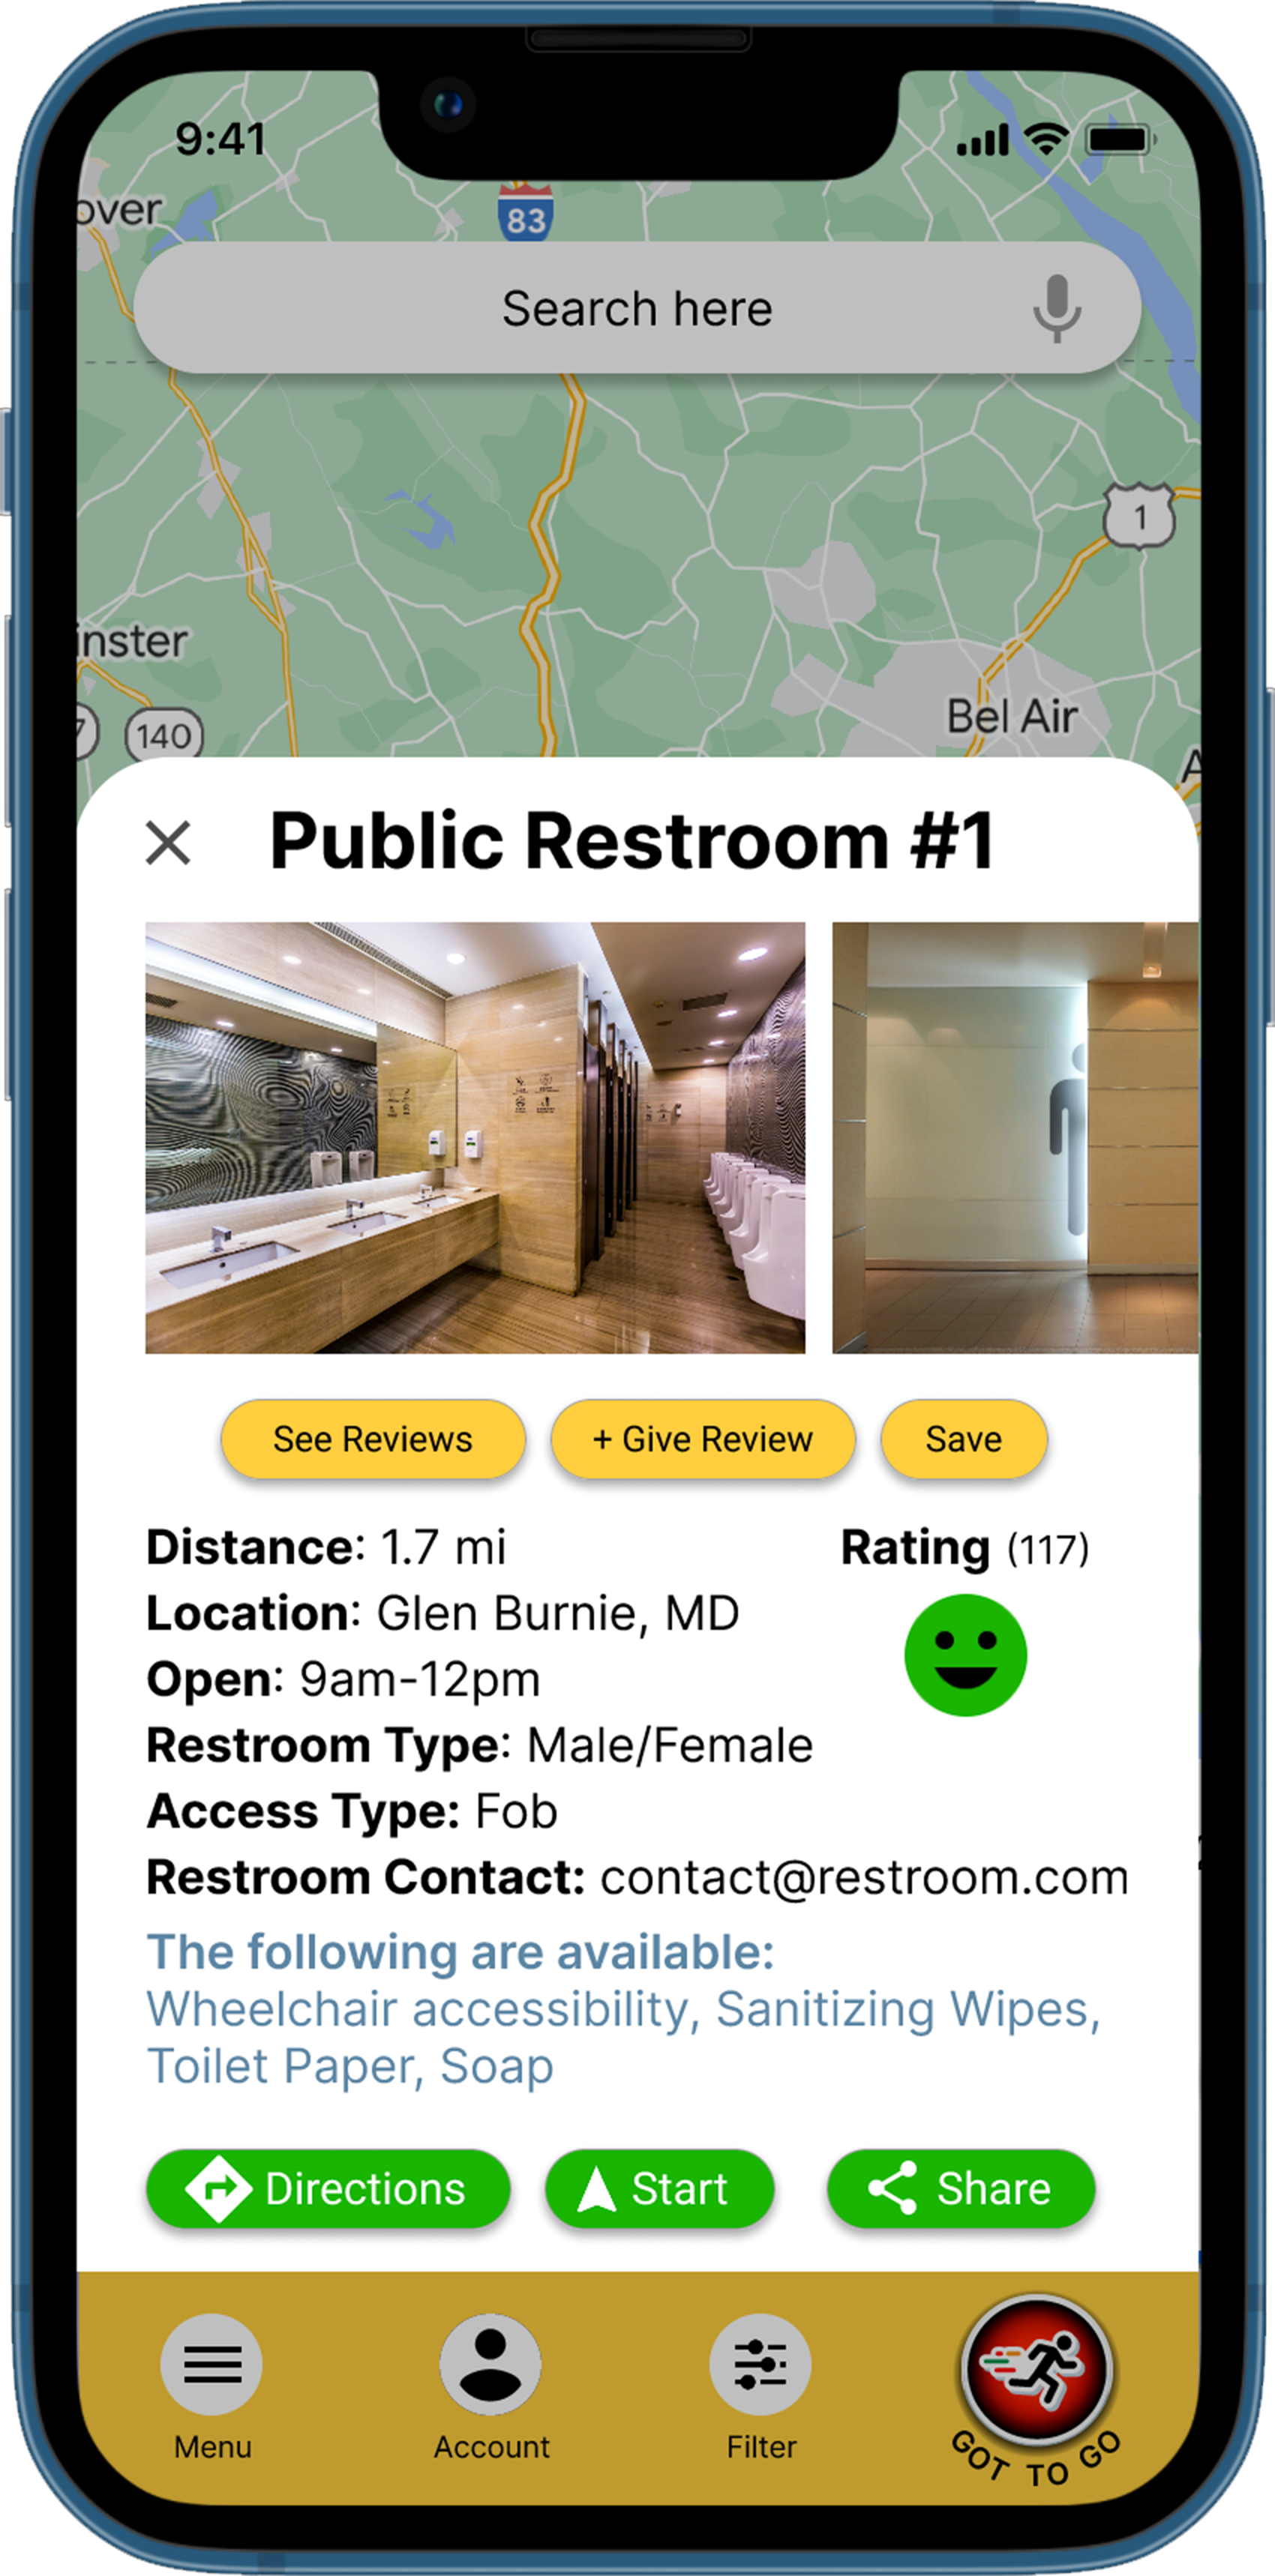 9:41
over
83
Search here
1
inster
140
Bel Air
Public Restroom #1
See Reviews
+ Give Review
Save
Distance: 1.7 mi
Rating (117)
Location: Glen Burnie, MD
Open: 9am-12pm
Restroom Type: Male/Female
Access Type: Fob
Restroom Contact: contact@restroom.com
The following are available:
Wheelchair accessibility, Sanitizing Wipes,
Toilet Paper, Soap
Directions
Start
Share
Menu
Account
Filter
GOT TO GO